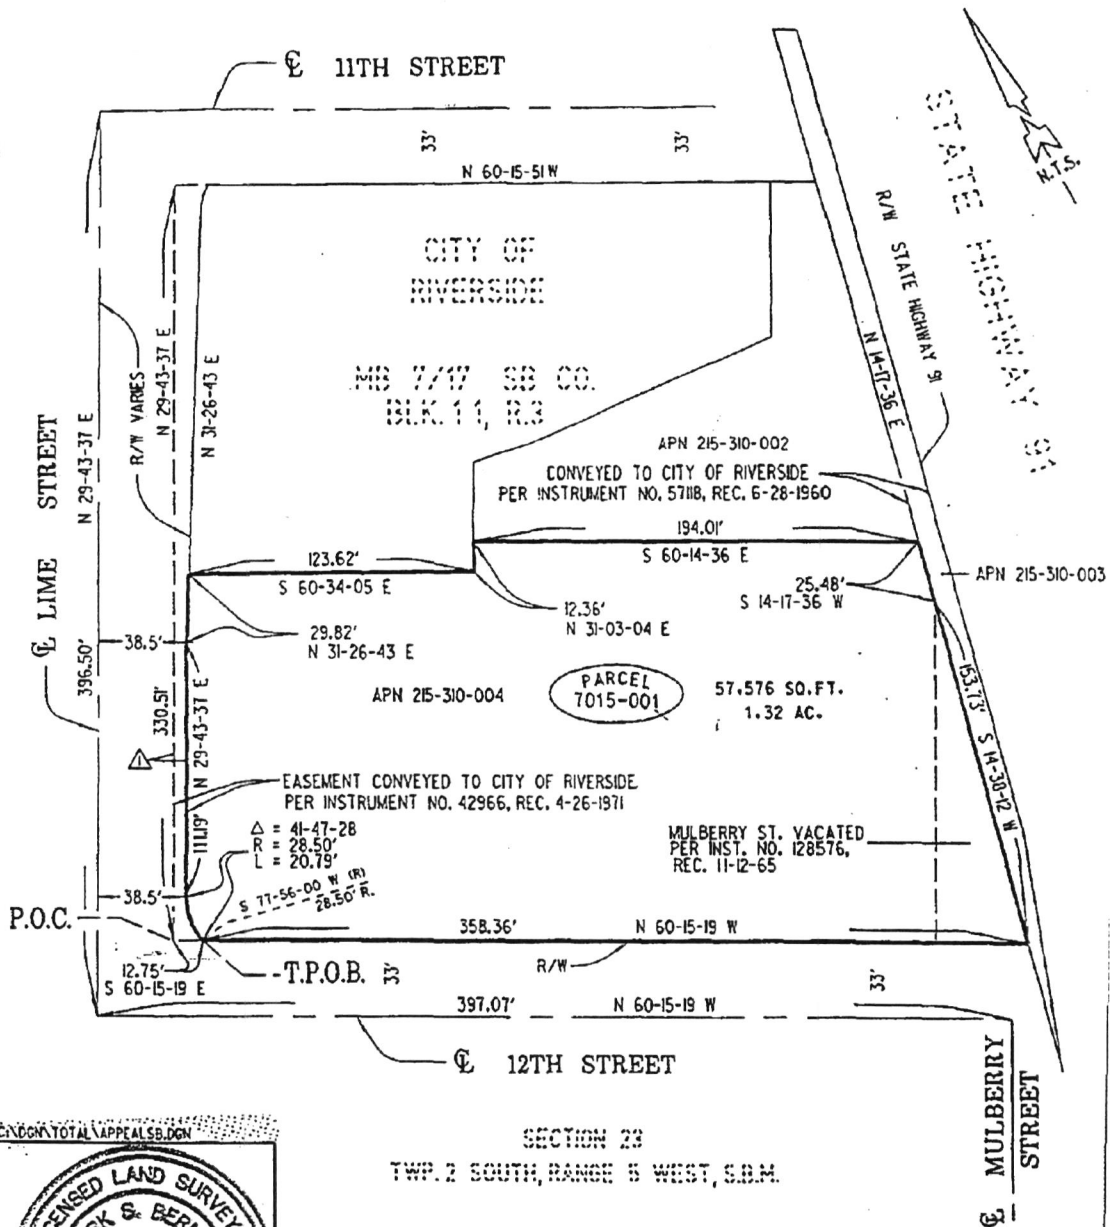 ℄ 11TH STREET
33'
33'
N 60-15-51 W
N.T.S.
STATE HIGHWAY 91
R/W STATE HIGHWAY 91
N 14-17-36 E
CITY OF
RIVERSIDE
MB 7/17 SB CO.
BLK. 11, R.3
R/W VARIES
N 29-43-37 E
N 31-26-43 E
N 29-43-37 E
℄ LIME STREET
396.50'
APN 215-310-002
CONVEYED TO CITY OF RIVERSIDE
PER INSTRUMENT NO. 57118, REC. 6-28-1960
194.01'
S 60-14-36 E
123.62'
S 60-34-05 E
25.48'
S 14-17-36 W
APN 215-310-003
12.36'
N 31-03-04 E
38.5'
29.82'
N 31-26-43 E
APN 215-310-004
PARCEL
7015-001
57.576 SQ.FT.
1.32 AC.
153.73' S 14-30-12 W
330.51'
N 29-43-37 E
1
111.19'
EASEMENT CONVEYED TO CITY OF RIVERSIDE
PER INSTRUMENT NO. 42966, REC. 4-26-1971
Δ = 41-47-28
R = 28.50'
L = 20.79'
MULBERRY ST. VACATED
PER INST. NO. 128576,
REC. 11-12-65
38.5'
S 77-56-00 W (R)
28.50' R.
P.O.C.
358.36' N 60-15-19 W
12.75'
S 60-15-19 E
T.P.O.B.
33'
R/W
33'
397.07' N 60-15-19 W
℄ 12TH STREET
℄ MULBERRY
STREET
C:\DGN\TOTAL\APPEALSB.DGN
SECTION 23
TWP. 2 SOUTH, RANGE 5 WEST, S.B.M.
LAND